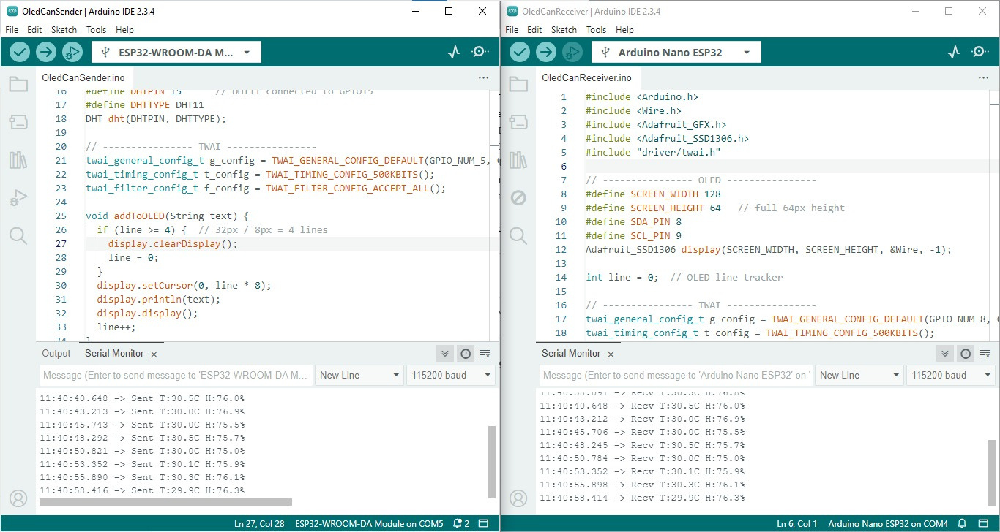 OledCanSender | Arduino IDE 2.3.4
File Edit Sketch Tools Help
ESP32-WROOM-DA M...
OledCanSender.ino
16 #define DHTPIN 15 // DHT11 connected to GPIO15
17 #define DHTTYPE DHT11
18 DHT dht(DHTPIN, DHTTYPE);
19
20 // ---------------- TWAI ----------------
21 twai_general_config_t g_config = TWAI_GENERAL_CONFIG_DEFAULT(GPIO_NUM_5,
22 twai_timing_config_t t_config = TWAI_TIMING_CONFIG_500KBITS();
23 twai_filter_config_t f_config = TWAI_FILTER_CONFIG_ACCEPT_ALL();
24
25 void addToOLED(String text) {
26 if (line >= 4) { // 32px / 8px = 4 lines
27 display.clearDisplay();
28 line = 0;
29 }
30 display.setCursor(0, line * 8);
31 display.println(text);
32 display.display();
33 line++;
34 }
Output Serial Monitor
Message (Enter to send message to 'ESP32-WROOM-DA M... New Line 115200 baud
11:40:40.648 -> Sent T:30.5C H:76.0%
11:40:43.213 -> Sent T:30.0C H:76.9%
11:40:45.743 -> Sent T:30.0C H:75.5%
11:40:48.292 -> Sent T:30.5C H:75.7%
11:40:50.821 -> Sent T:30.0C H:75.0%
11:40:53.352 -> Sent T:30.1C H:75.9%
11:40:55.890 -> Sent T:30.3C H:76.1%
11:40:58.416 -> Sent T:29.9C H:76.3%
Ln 27, Col 28 ESP32-WROOM-DA Module on COM5 2
OledCanReceiver | Arduino IDE 2.3.4
File Edit Sketch Tools Help
Arduino Nano ESP32
OledCanReceiver.ino
1 #include <Arduino.h>
2 #include <Wire.h>
3 #include <Adafruit_GFX.h>
4 #include <Adafruit_SSD1306.h>
5 #include "driver/twai.h"
6
7 // ---------------- OLED ----------------
8 #define SCREEN_WIDTH 128
9 #define SCREEN_HEIGHT 64 // full 64px height
10 #define SDA_PIN 8
11 #define SCL_PIN 9
12 Adafruit_SSD1306 display(SCREEN_WIDTH, SCREEN_HEIGHT, &Wire, -1);
13
14 int line = 0; // OLED line tracker
15
16 // ---------------- TWAI ----------------
17 twai_general_config_t g_config = TWAI_GENERAL_CONFIG_DEFAULT(GPIO_NUM_8,
18 twai_timing_config_t t_config = TWAI_TIMING_CONFIG_500KBITS();
Serial Monitor
Message (Enter to send message to 'Arduino Nano ESP32' on ' New Line 115200 baud
11:40:38.091 -> Recv T:30.3C H:76.8%
11:40:40.648 -> Recv T:30.5C H:76.0%
11:40:43.212 -> Recv T:30.0C H:76.9%
11:40:45.706 -> Recv T:30.0C H:75.5%
11:40:48.245 -> Recv T:30.5C H:75.7%
11:40:50.784 -> Recv T:30.0C H:75.0%
11:40:53.352 -> Recv T:30.1C H:75.9%
11:40:55.898 -> Recv T:30.3C H:76.1%
11:40:58.414 -> Recv T:29.9C H:76.3%
Ln 6, Col 1 Arduino Nano ESP32 on COM4